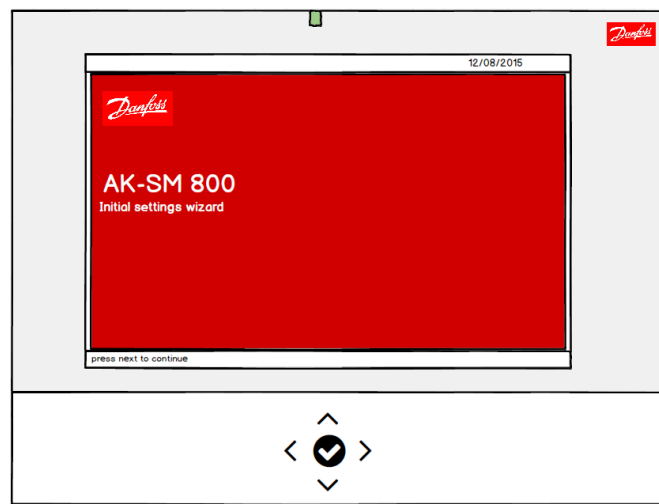 Danfoss
12/08/2015
Danfoss
AK-SM 800
Initial settings wizard
press next to continue